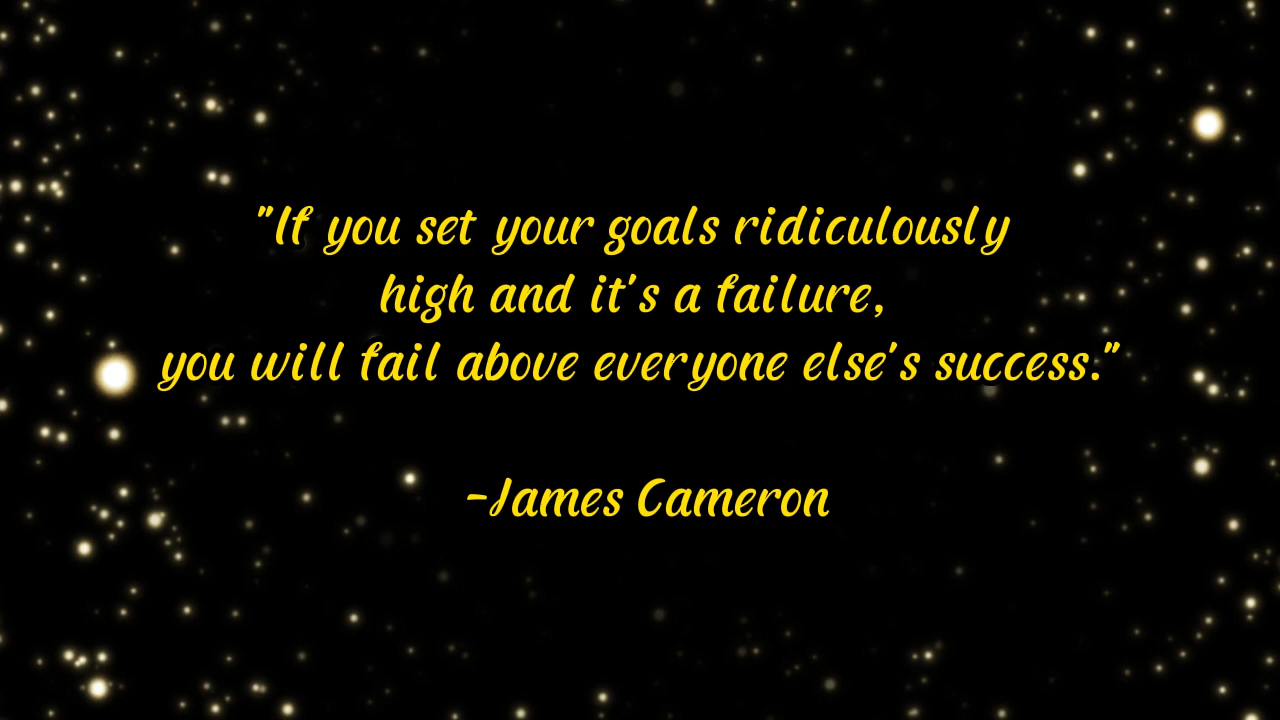 "If you set your goals ridiculously
high and it's a failure,
you will fail above everyone else's success."
-James Cameron